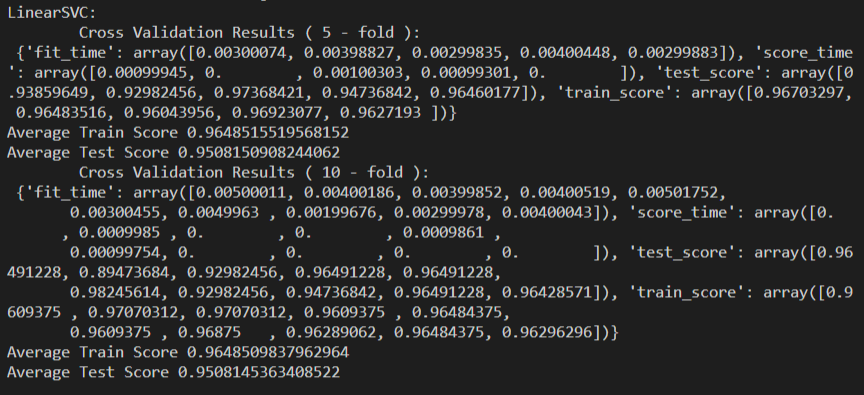 LinearSVC:
        Cross Validation Results ( 5 - fold ):
 {'fit_time': array([0.00300074, 0.00398827, 0.00299835, 0.00400448, 0.00299883]), 'score_time
': array([0.00099945, 0.        , 0.00100303, 0.00099301, 0.        ]), 'test_score': array([0
.93859649, 0.92982456, 0.97368421, 0.94736842, 0.96460177]), 'train_score': array([0.96703297,
 0.96483516, 0.96043956, 0.96923077, 0.9627193 ])}
Average Train Score 0.9648515519568152
Average Test Score 0.9508150908244062
        Cross Validation Results ( 10 - fold ):
 {'fit_time': array([0.00500011, 0.00400186, 0.00399852, 0.00400519, 0.00501752,
       0.00300455, 0.0049963 , 0.00199676, 0.00299978, 0.00400043]), 'score_time': array([0.
      , 0.0009985 , 0.        , 0.        , 0.0009861 ,
       0.00099754, 0.        , 0.        , 0.        , 0.        ]), 'test_score': array([0.96
491228, 0.89473684, 0.92982456, 0.96491228, 0.96491228,
       0.98245614, 0.92982456, 0.94736842, 0.96491228, 0.96428571]), 'train_score': array([0.9
609375 , 0.97070312, 0.97070312, 0.9609375 , 0.96484375,
       0.9609375 , 0.96875   , 0.96289062, 0.96484375, 0.96296296])}
Average Train Score 0.9648509837962964
Average Test Score 0.9508145363408522